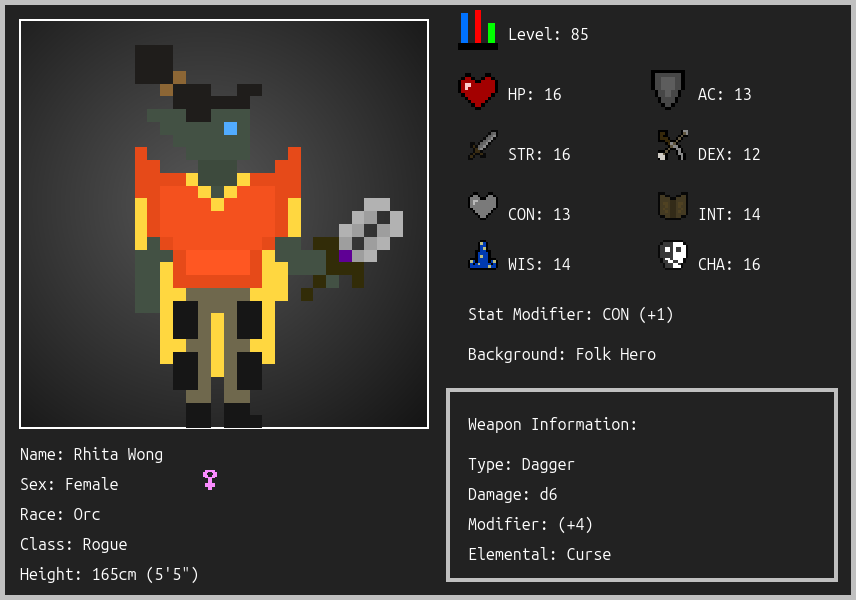 Level: 85
HP: 16
AC: 13
STR: 16
DEX: 12
CON: 13
INT: 14
WIS: 14
CHA: 16
Stat Modifier: CON (+1)
Background: Folk Hero
Weapon Information:
Type: Dagger
Damage: d6
Modifier: (+4)
Elemental: Curse
Name: Rhita Wong
Sex: Female
Race: Orc
Class: Rogue
Height: 165cm (5'5")